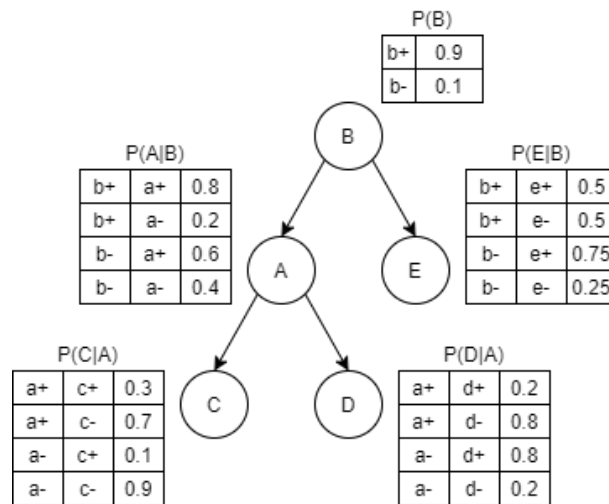 P(B)
b+ 0.9
b- 0.1
B
P(A|B)
b+ a+ 0.8
b+ a- 0.2
b- a+ 0.6
b- a- 0.4
P(E|B)
b+ e+ 0.5
b+ e- 0.5
b- e+ 0.75
b- e- 0.25
A
E
P(C|A)
a+ c+ 0.3
a+ c- 0.7
a- c+ 0.1
a- c- 0.9
C
D
P(D|A)
a+ d+ 0.2
a+ d- 0.8
a- d+ 0.8
a- d- 0.2